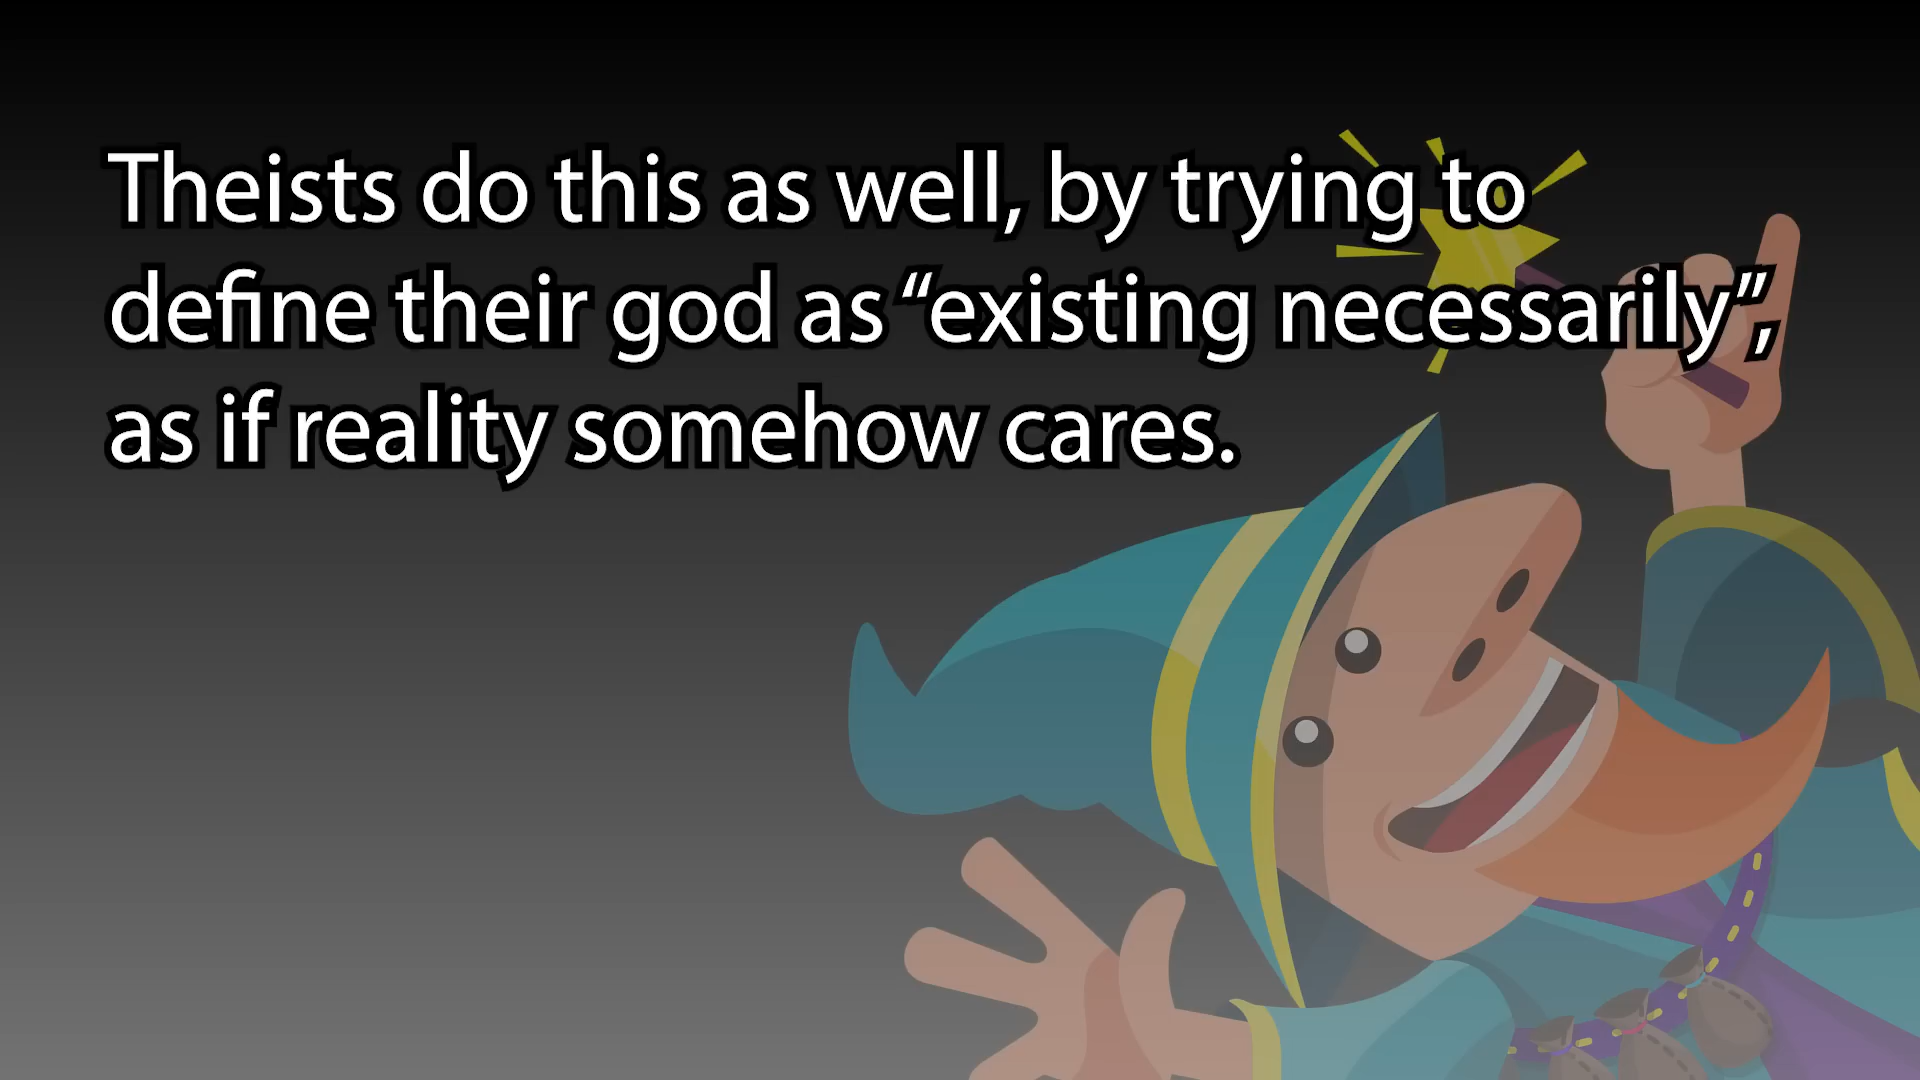 Theists do this as well, by trying to
define their god as “existing necessarily”,
as if reality somehow cares.